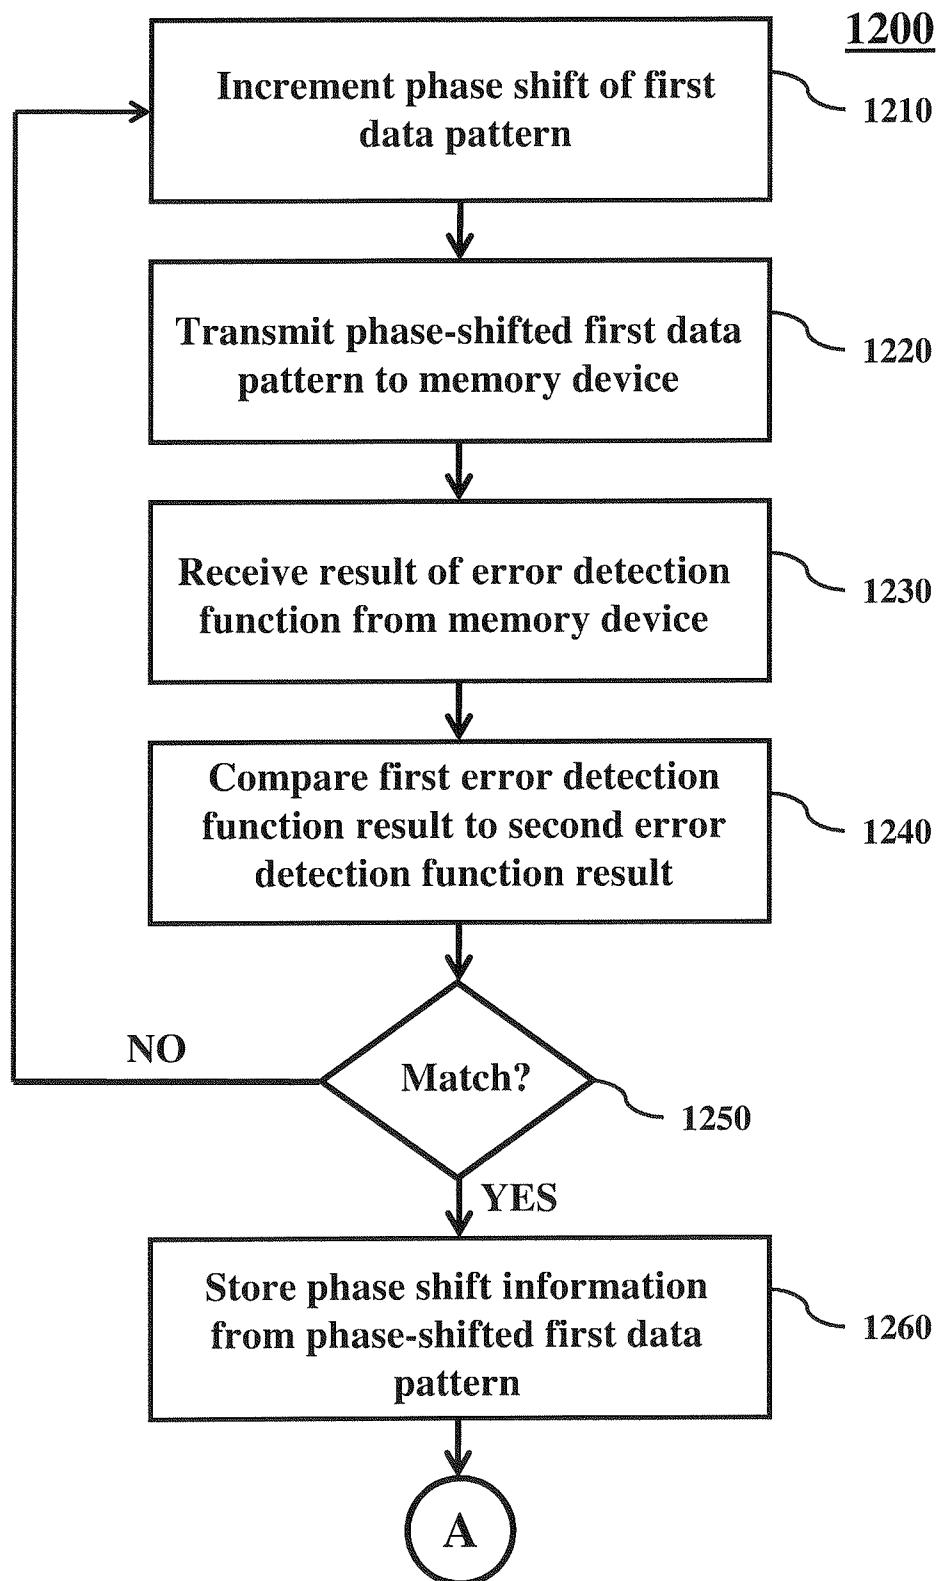 1200
Increment phase shift of first
data pattern
1210
Transmit phase-shifted first data
pattern to memory device
1220
Receive result of error detection
function from memory device
1230
Compare first error detection
function result to second error
detection function result
1240
NO
Match?
1250
YES
Store phase shift information
from phase-shifted first data
pattern
1260
A